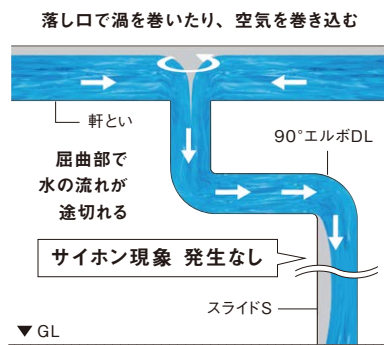 落し口で渦を巻いたり、空気を巻き込む
軒とい
90°エルボDL
屈曲部で
水の流れが
途切れる
サイホン現象 発生なし
スライドS
▼GL